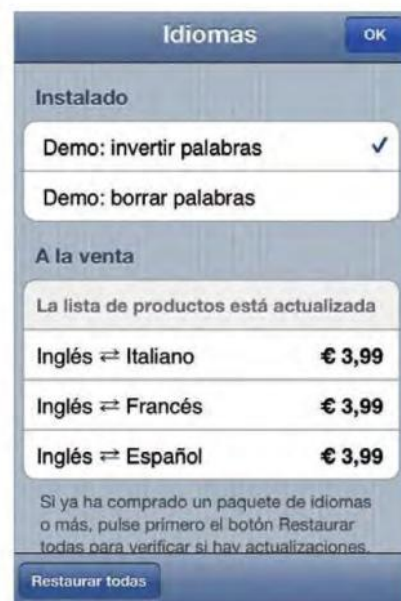 Idiomas
OK
Instalado
Demo: invertir palabras
Demo: borrar palabras
A la venta
La lista de productos está actualizada
Inglés ⇄ Italiano € 3,99
Inglés ⇄ Francés € 3,99
Inglés ⇄ Español € 3,99
Si ya ha comprado un paquete de idiomas
o más, pulse primero el botón Restaurar
todas para verificar si hay actualizaciones.
Restaurar todas